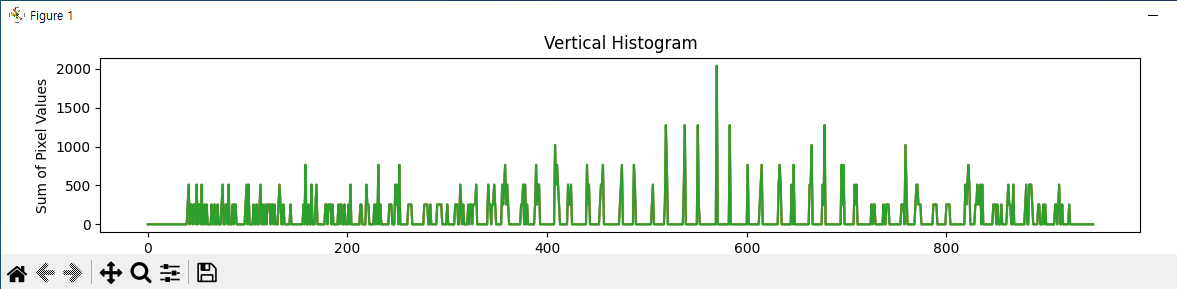 Figure 1
Vertical Histogram
Sum of Pixel Values
2000
1500
1000
500
0
0 200 400 600 800